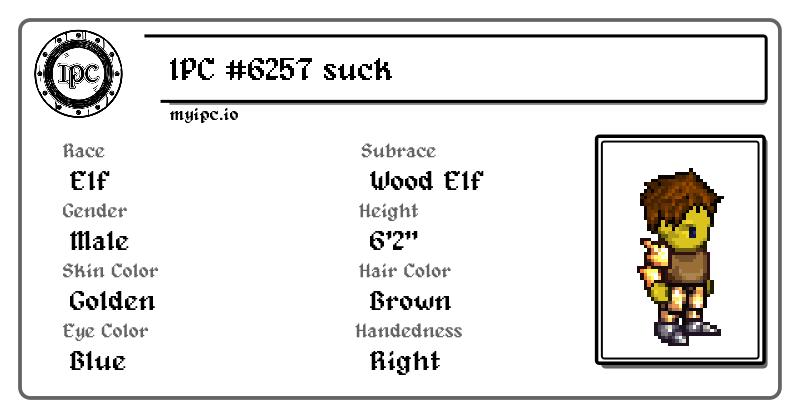 IPC
IPC #6257 suck
myipc.io
Race
Elf
Subrace
Wood Elf
Gender
Male
Height
6'2"
Skin Color
Golden
Hair Color
Brown
Eye Color
Blue
Handedness
Right